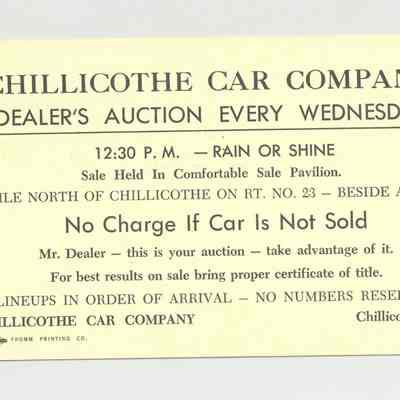 CHILLICOTHE CAR COMPAN
DEALER'S AUCTION EVERY WEDNESD
12:30 P. M. — RAIN OR SHINE
Sale Held In Comfortable Sale Pavilion.
ILE NORTH OF CHILLICOTHE ON RT. NO. 23 – BESIDE A
No Charge If Car Is Not Sold
Mr. Dealer – this is your auction – take advantage of it.
For best results on sale bring proper certificate of title.
LINEUPS IN ORDER OF ARRIVAL – NO NUMBERS RESE
ILLICOTHE CAR COMPANY Chillico
FROMM PRINTING CO.